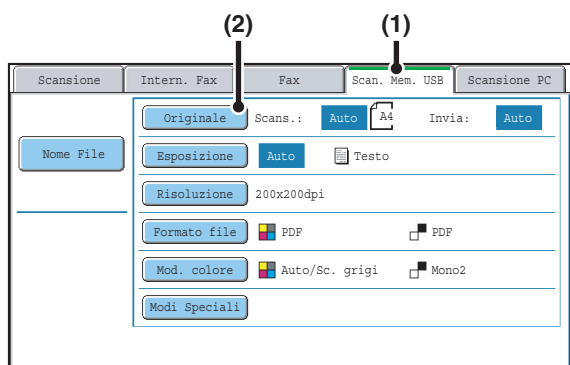 (2) (1)
Scansione Intern. Fax Fax Scan. Mem. USB Scansione PC
Originale Scans.: Auto A4 Invia: Auto
Nome File Esposizione Auto Testo
Risoluzione 200x200dpi
Formato file PDF PDF
Mod. colore Auto/Sc. grigi Mono2
Modi Speciali